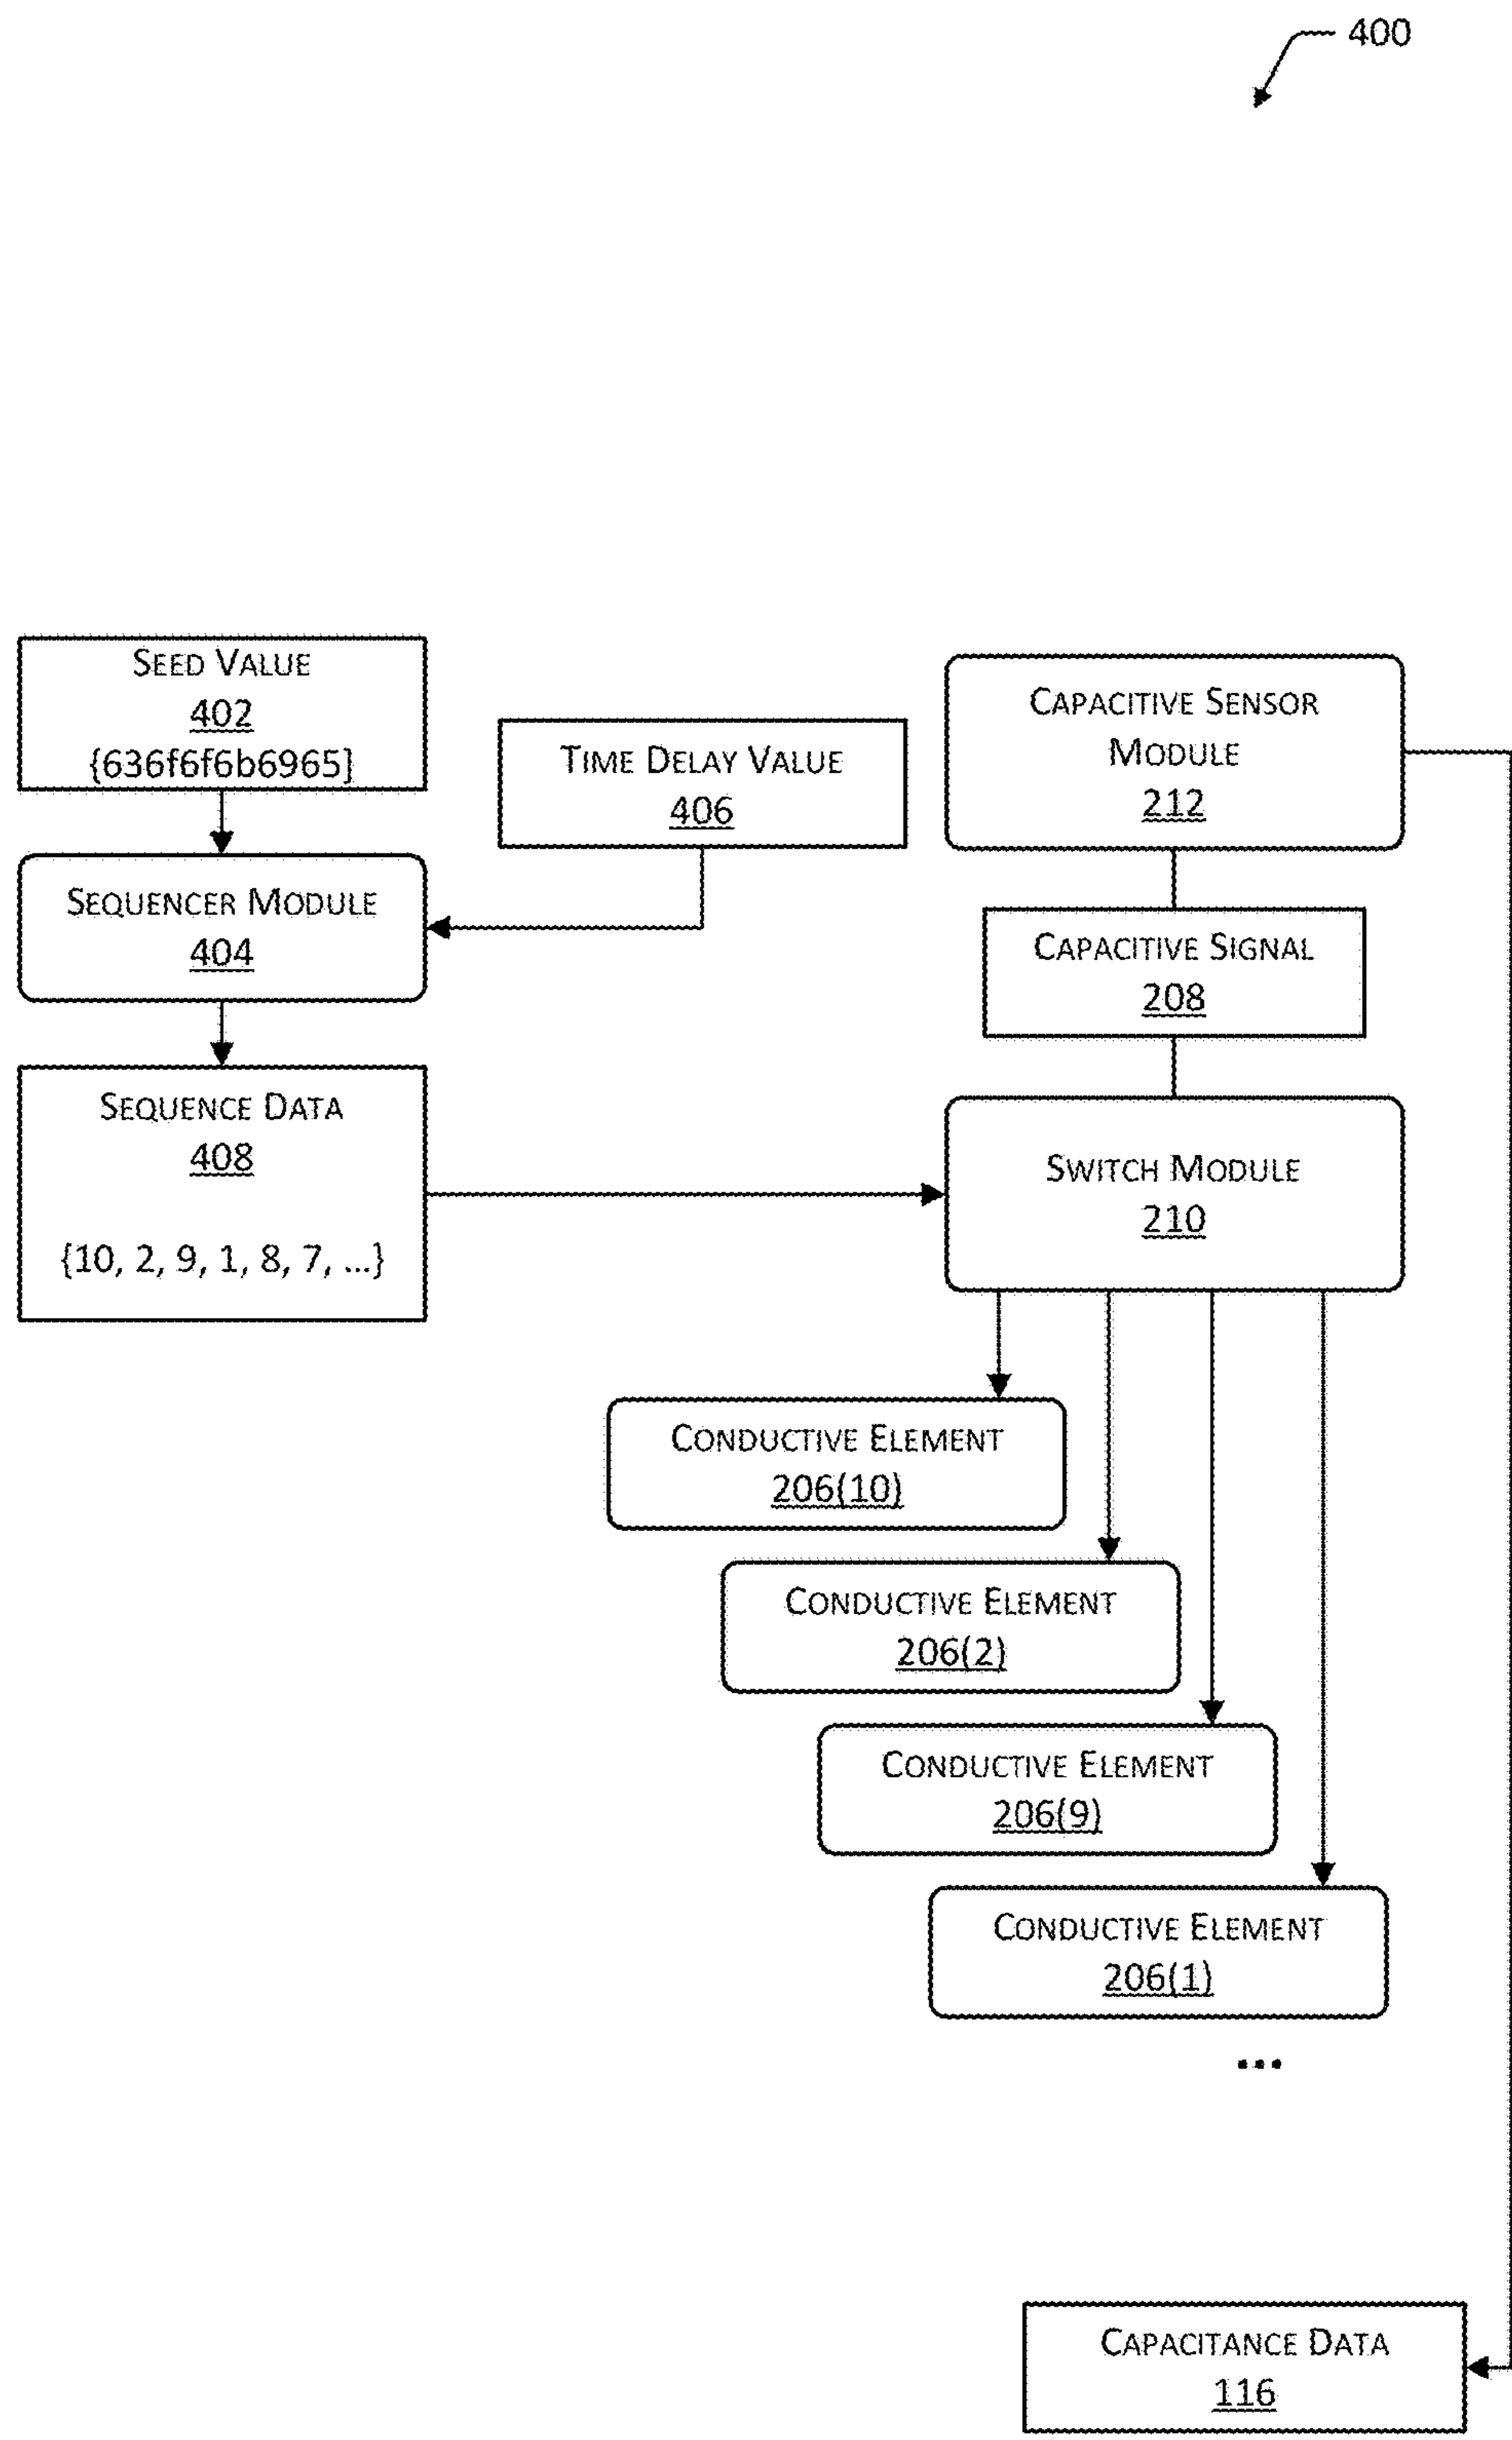 400
SEED VALUE
402
{636f6f6b6965]
TIME DELAY VALUE
406
SEQUENCER MODULE
404
SEQUENCE DATA
408
{10, 2, 9, 1, 8, 7, ...}
CAPACITIVE SENSOR
MODULE
212
CAPACITIVE SIGNAL
208
SWITCH MODULE
210
CONDUCTIVE ELEMENT
206(10)
CONDUCTIVE ELEMENT
206(2)
CONDUCTIVE ELEMENT
206(9)
CONDUCTIVE ELEMENT
206(1)
...
CAPACITANCE DATA
116